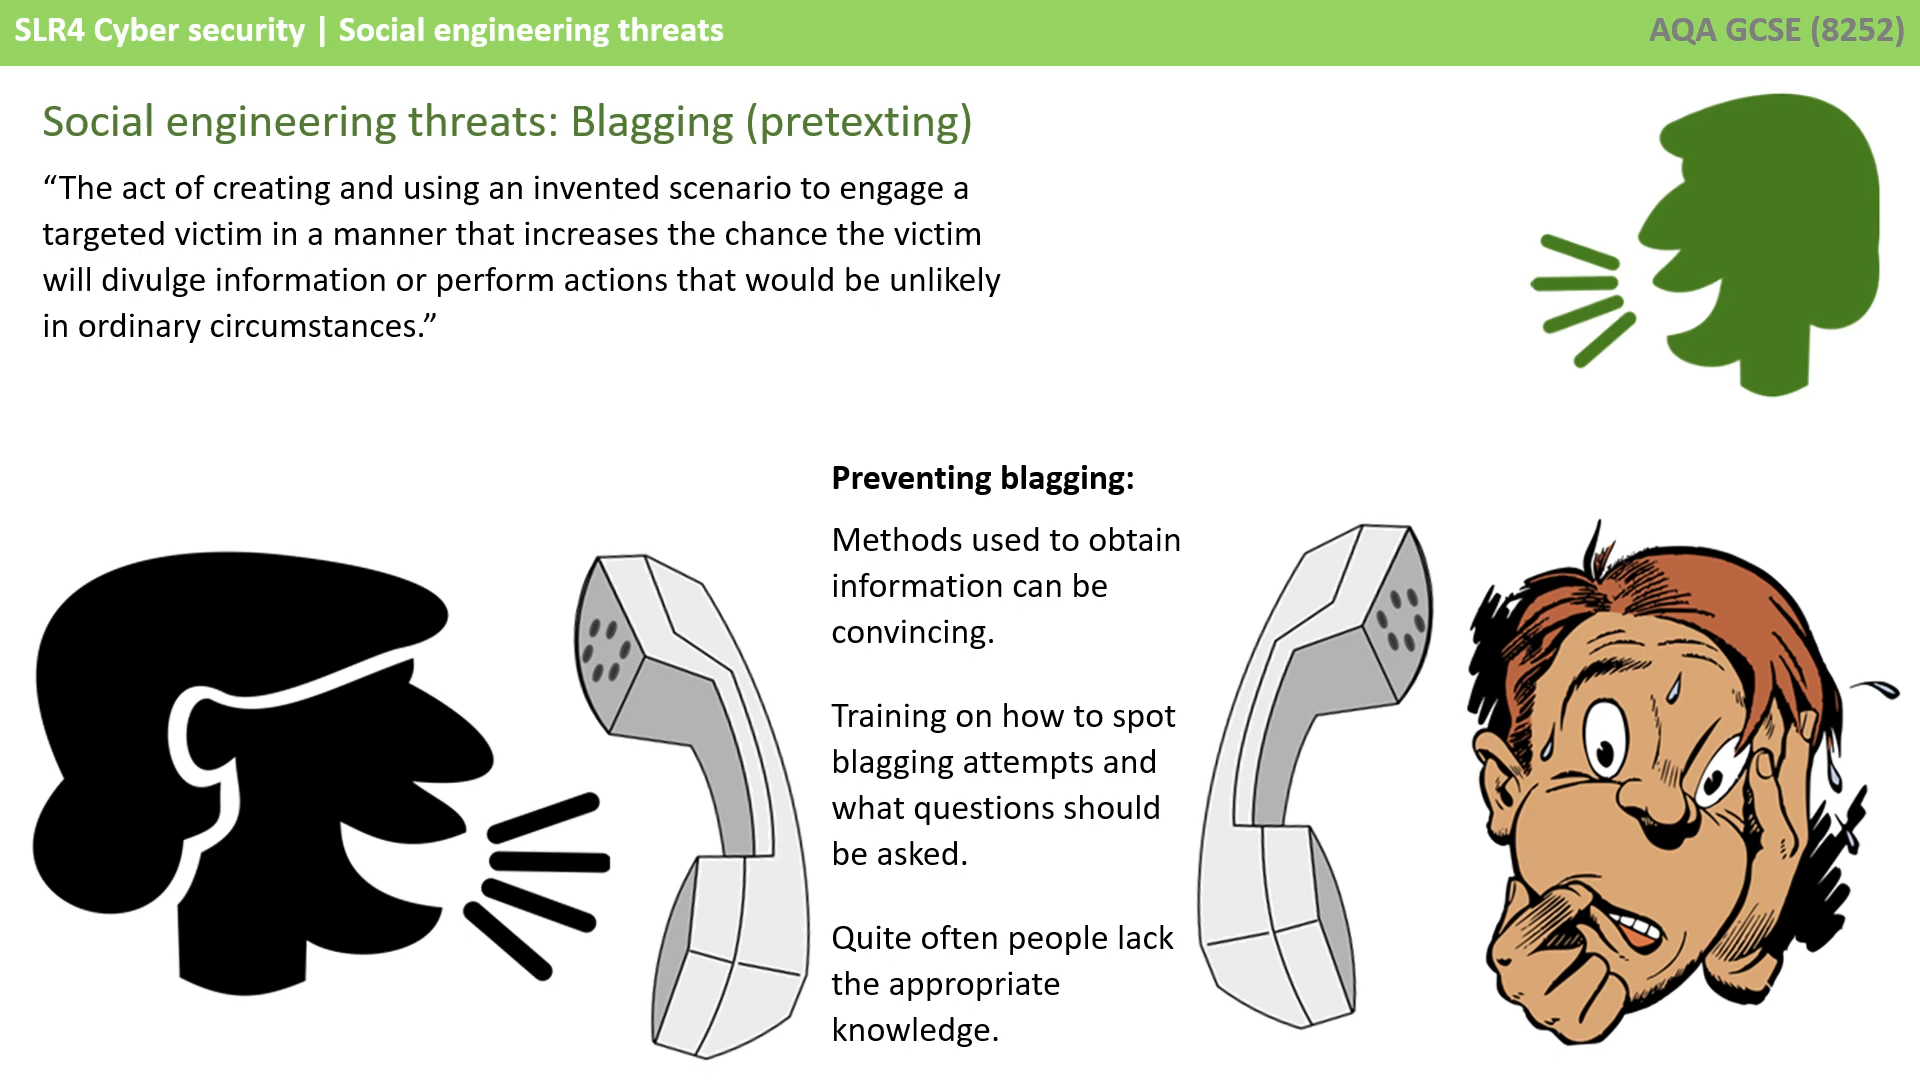 SLR4 Cyber security | Social engineering threats
AQA GCSE (8252)
Social engineering threats: Blagging (pretexting)
“The act of creating and using an invented scenario to engage a
targeted victim in a manner that increases the chance the victim
will divulge information or perform actions that would be unlikely
in ordinary circumstances.”
Preventing blagging:
Methods used to obtain
information can be
convincing.
Training on how to spot
blagging attempts and
what questions should
be asked.
Quite often people lack
the appropriate
knowledge.